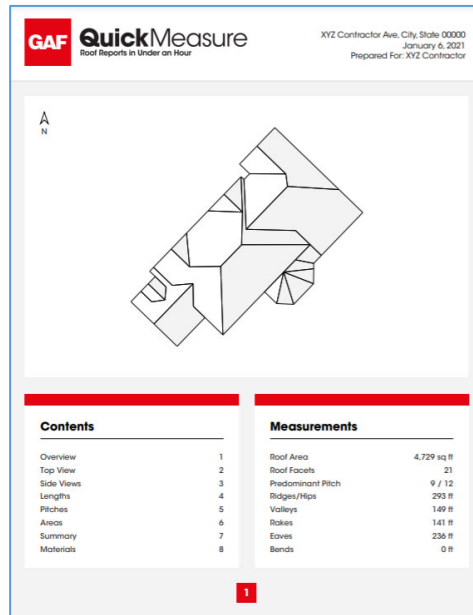 GAF QuickMeasure
Roof Reports in Under an Hour
XYZ Contractor Ave, City, State 00000
January 6, 2021
Prepared For: XYZ Contractor
N
Contents
Overview 1
Top View 2
Side Views 3
Lengths 4
Pitches 5
Areas 6
Summary 7
Materials 8
Measurements
Roof Area 4,729 sq ft
Roof Facets 21
Predominant Pitch 9 / 12
Ridges/Hips 293 ft
Valleys 149 ft
Rakes 141 ft
Eaves 236 ft
Bends 0 ft
1